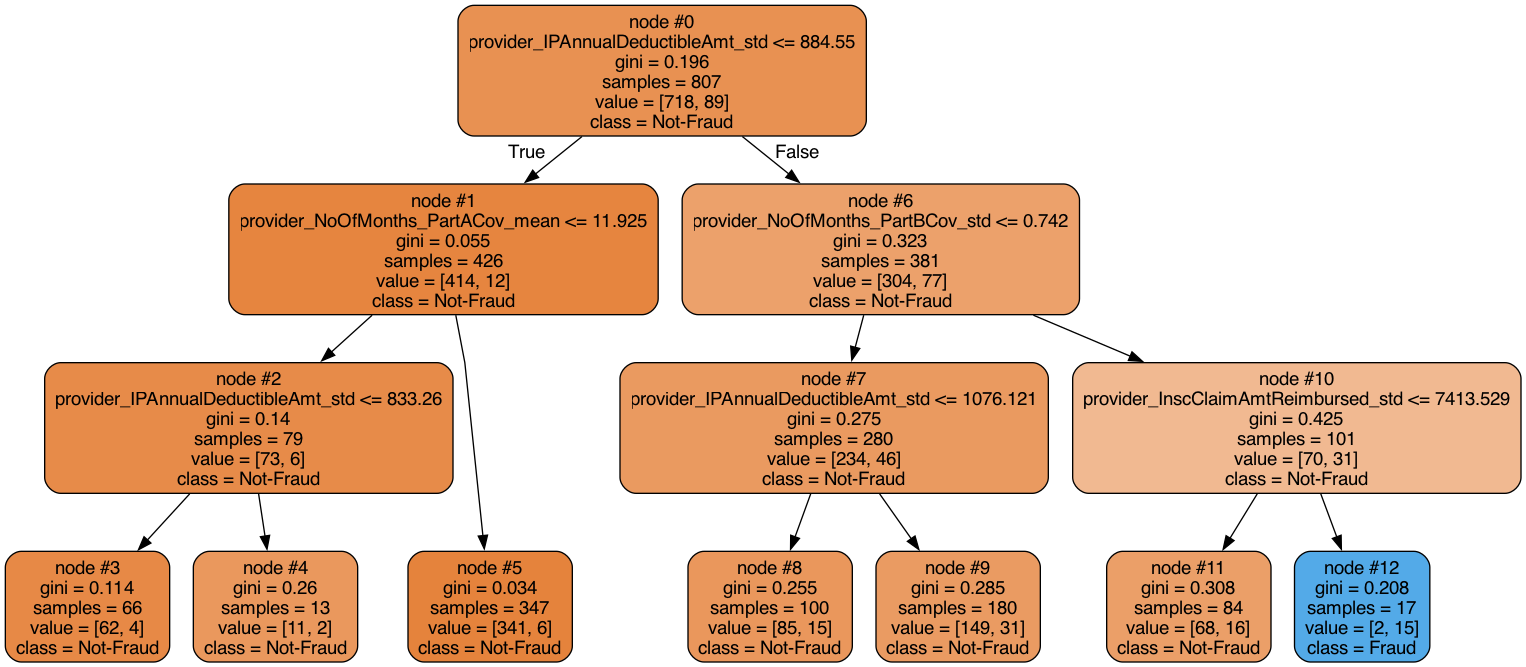 node #0
provider_IPAnnualDeductibleAmt_std <= 884.55
gini = 0.196
samples = 807
value = [718, 89]
class = Not-Fraud
True
False
node #1
provider_NoOfMonths_PartACov_mean <= 11.925
gini = 0.055
samples = 426
value = [414, 12]
class = Not-Fraud
node #6
provider_NoOfMonths_PartBCov_std <= 0.742
gini = 0.323
samples = 381
value = [304, 77]
class = Not-Fraud
node #2
provider_IPAnnualDeductibleAmt_std <= 833.26
gini = 0.14
samples = 79
value = [73, 6]
class = Not-Fraud
node #7
provider_IPAnnualDeductibleAmt_std <= 1076.121
gini = 0.275
samples = 280
value = [234, 46]
class = Not-Fraud
node #10
provider_InscClaimAmtReimbursed_std <= 7413.529
gini = 0.425
samples = 101
value = [70, 31]
class = Not-Fraud
node #3
gini = 0.114
samples = 66
value = [62, 4]
class = Not-Fraud
node #4
gini = 0.26
samples = 13
value = [11, 2]
class = Not-Fraud
node #5
gini = 0.034
samples = 347
value = [341, 6]
class = Not-Fraud
node #8
gini = 0.255
samples = 100
value = [85, 15]
class = Not-Fraud
node #9
gini = 0.285
samples = 180
value = [149, 31]
class = Not-Fraud
node #11
gini = 0.308
samples = 84
value = [68, 16]
class = Not-Fraud
node #12
gini = 0.208
samples = 17
value = [2, 15]
class = Fraud